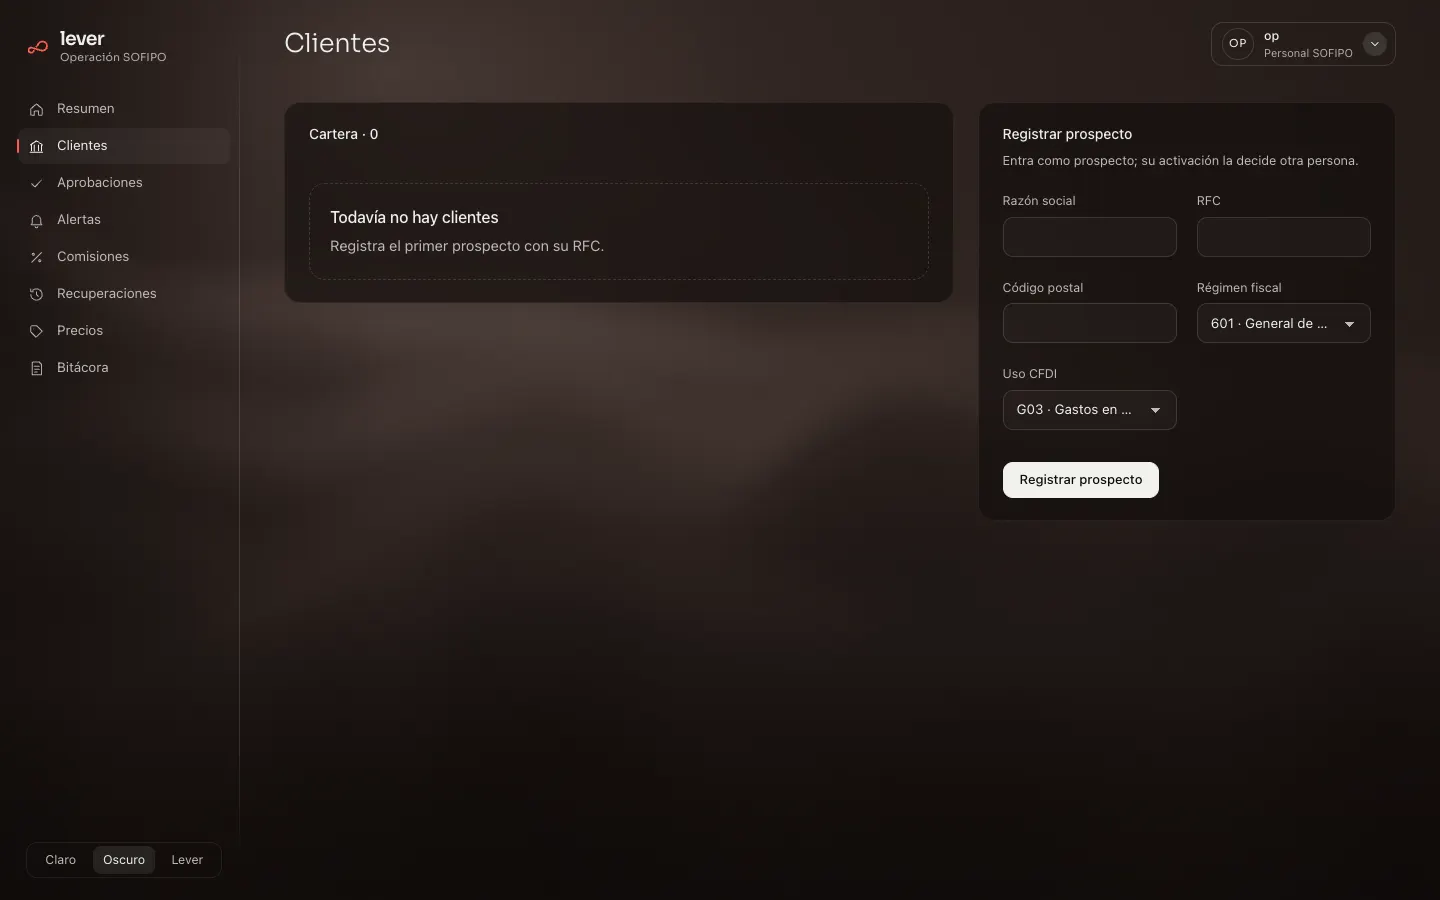 lever
Operación SOFIPO
Resumen
Clientes
Aprobaciones
Alertas
Comisiones
Recuperaciones
Precios
Bitácora
Claro
Oscuro
Lever
Clientes
OP
op
Personal SOFIPO
Cartera · 0
Todavía no hay clientes
Registra el primer prospecto con su RFC.
Registrar prospecto
Entra como prospecto; su activación la decide otra persona.
Razón social
RFC
Código postal
Régimen fiscal
601 · General de ...
Uso CFDI
G03 · Gastos en ...
Registrar prospecto